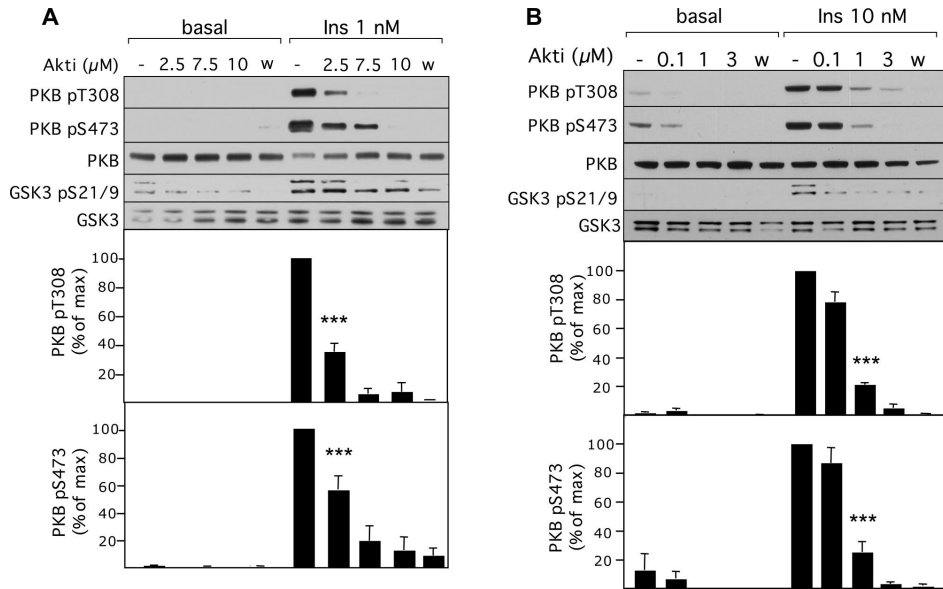 A
basal Ins 1 nM
Akti (µM) - 2.5 7.5 10 w - 2.5 7.5 10 w
PKB pT308
PKB pS473
PKB
GSK3 pS21/9
GSK3
PKB pT308
(% of max)
100
80
60
40
20
***
PKB pS473
(% of max)
100
80
60
40
20
***
B
basal Ins 10 nM
Akti (µM) - 0.1 1 3 w - 0.1 1 3 w
PKB pT308
PKB pS473
PKB
GSK3 pS21/9
GSK3
PKB pT308
(% of max)
100
80
60
40
20
***
PKB pS473
(% of max)
100
80
60
40
20
***